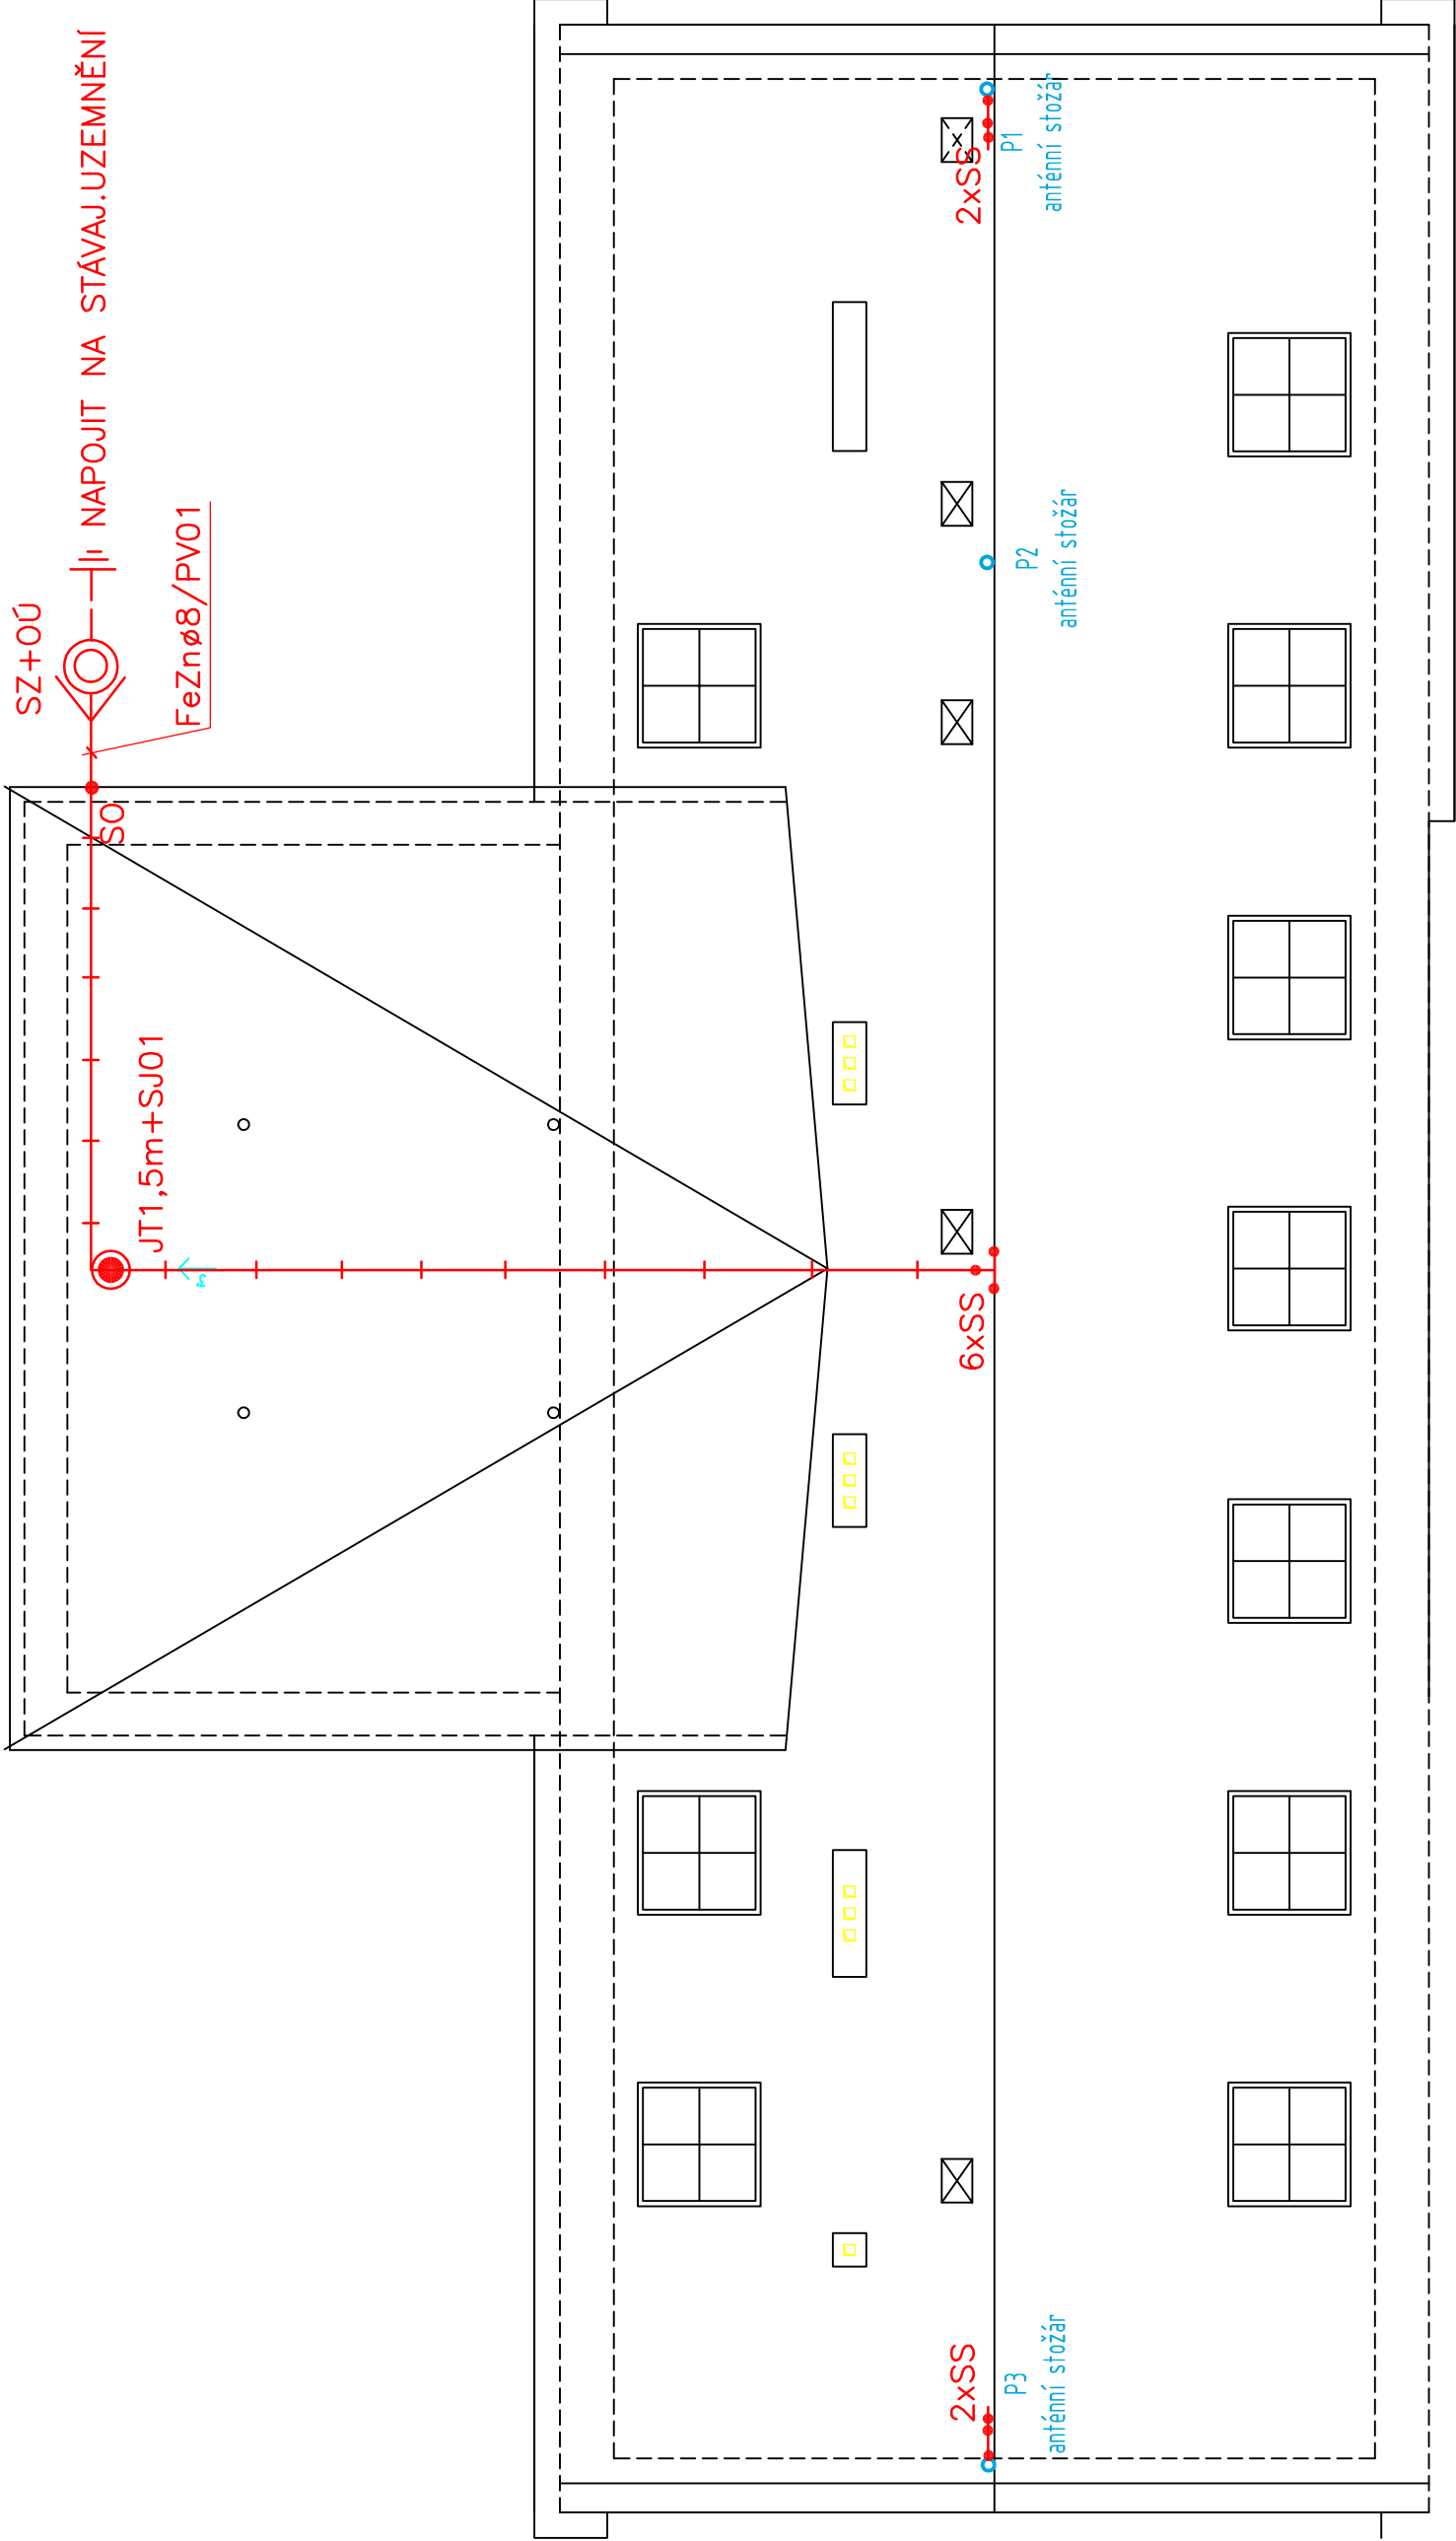 SZ+OÚ
NAPOJIT NA STÁVAJ.UZEMNĚNÍ
FeZnø8/PV01
SO
JT1,5m+SJ01
2xSS
P1
anténní stožár
P2
anténní stožár
6xSS
2xSS
P3
anténní stožár